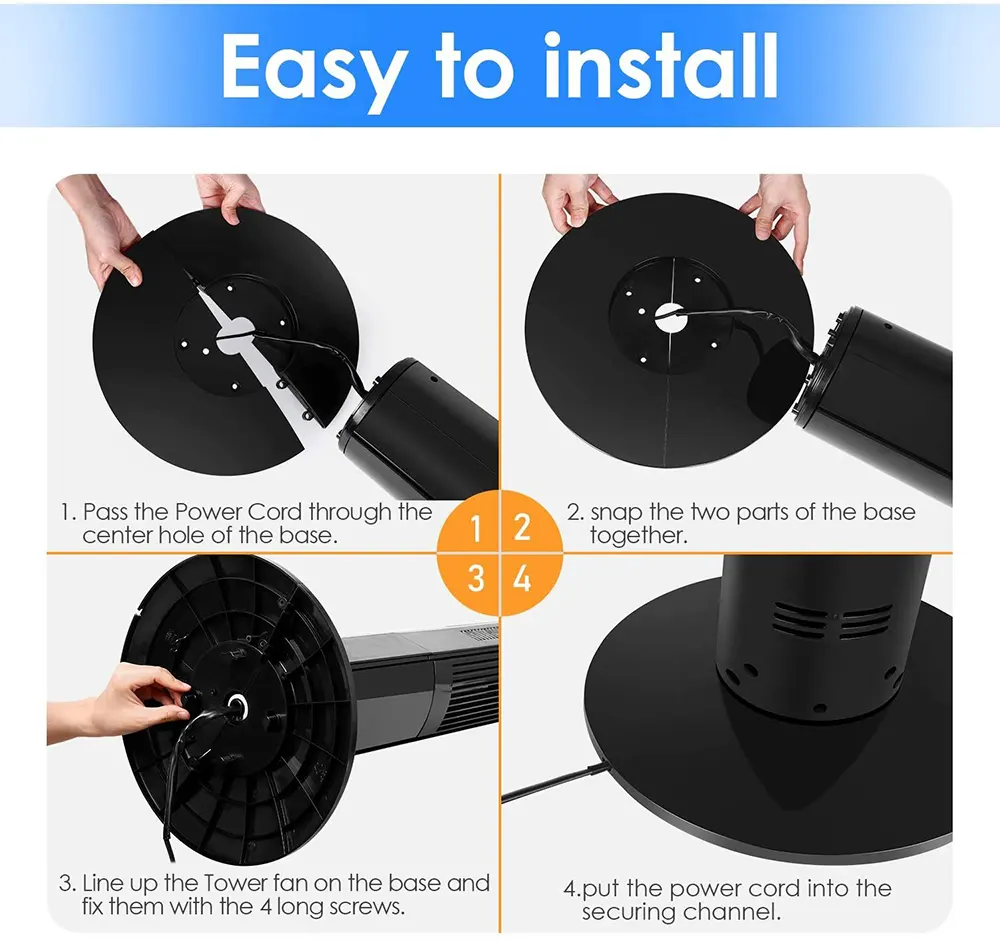 Easy to install
1. Pass the Power Cord through the
center hole of the base.
2. snap the two parts of the base
together.
1
2
3
4
3. Line up the Tower fan on the base and
fix them with the 4 long screws.
4.put the power cord into the
securing channel.